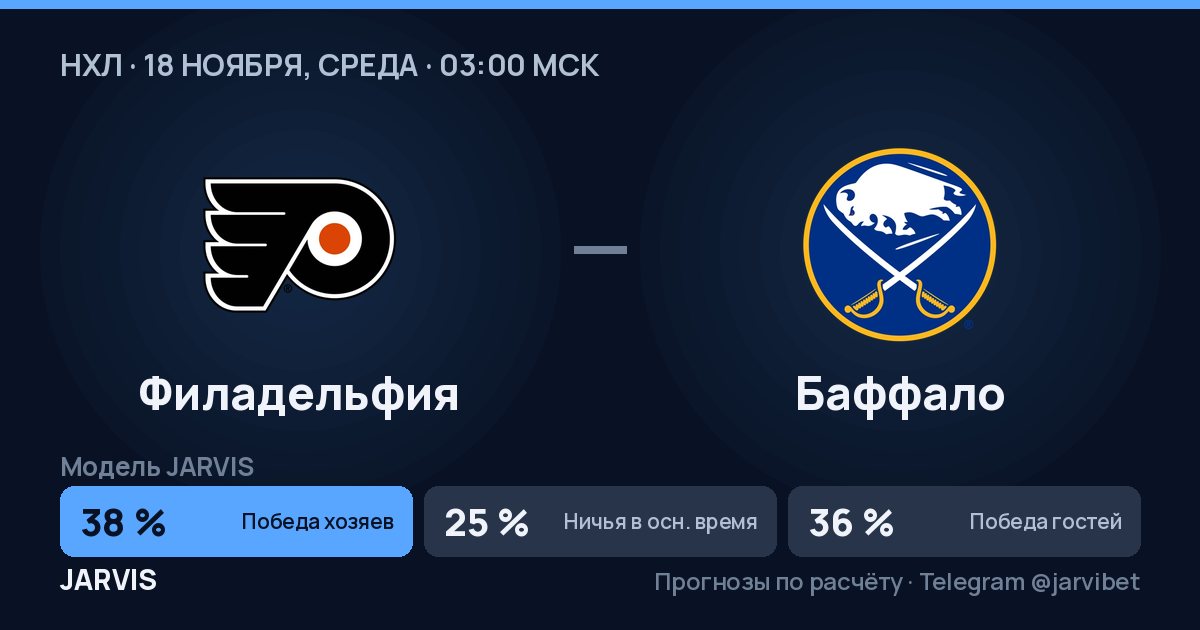 НХЛ · 18 НОЯБРЯ, СРЕДА · 03:00 МСК
Филадельфия — Баффало
Модель JARVIS
38 % Победа хозяев
25 % Ничья в осн. время
36 % Победа гостей
JARVIS
Прогнозы по расчёту · Telegram @jarvibet